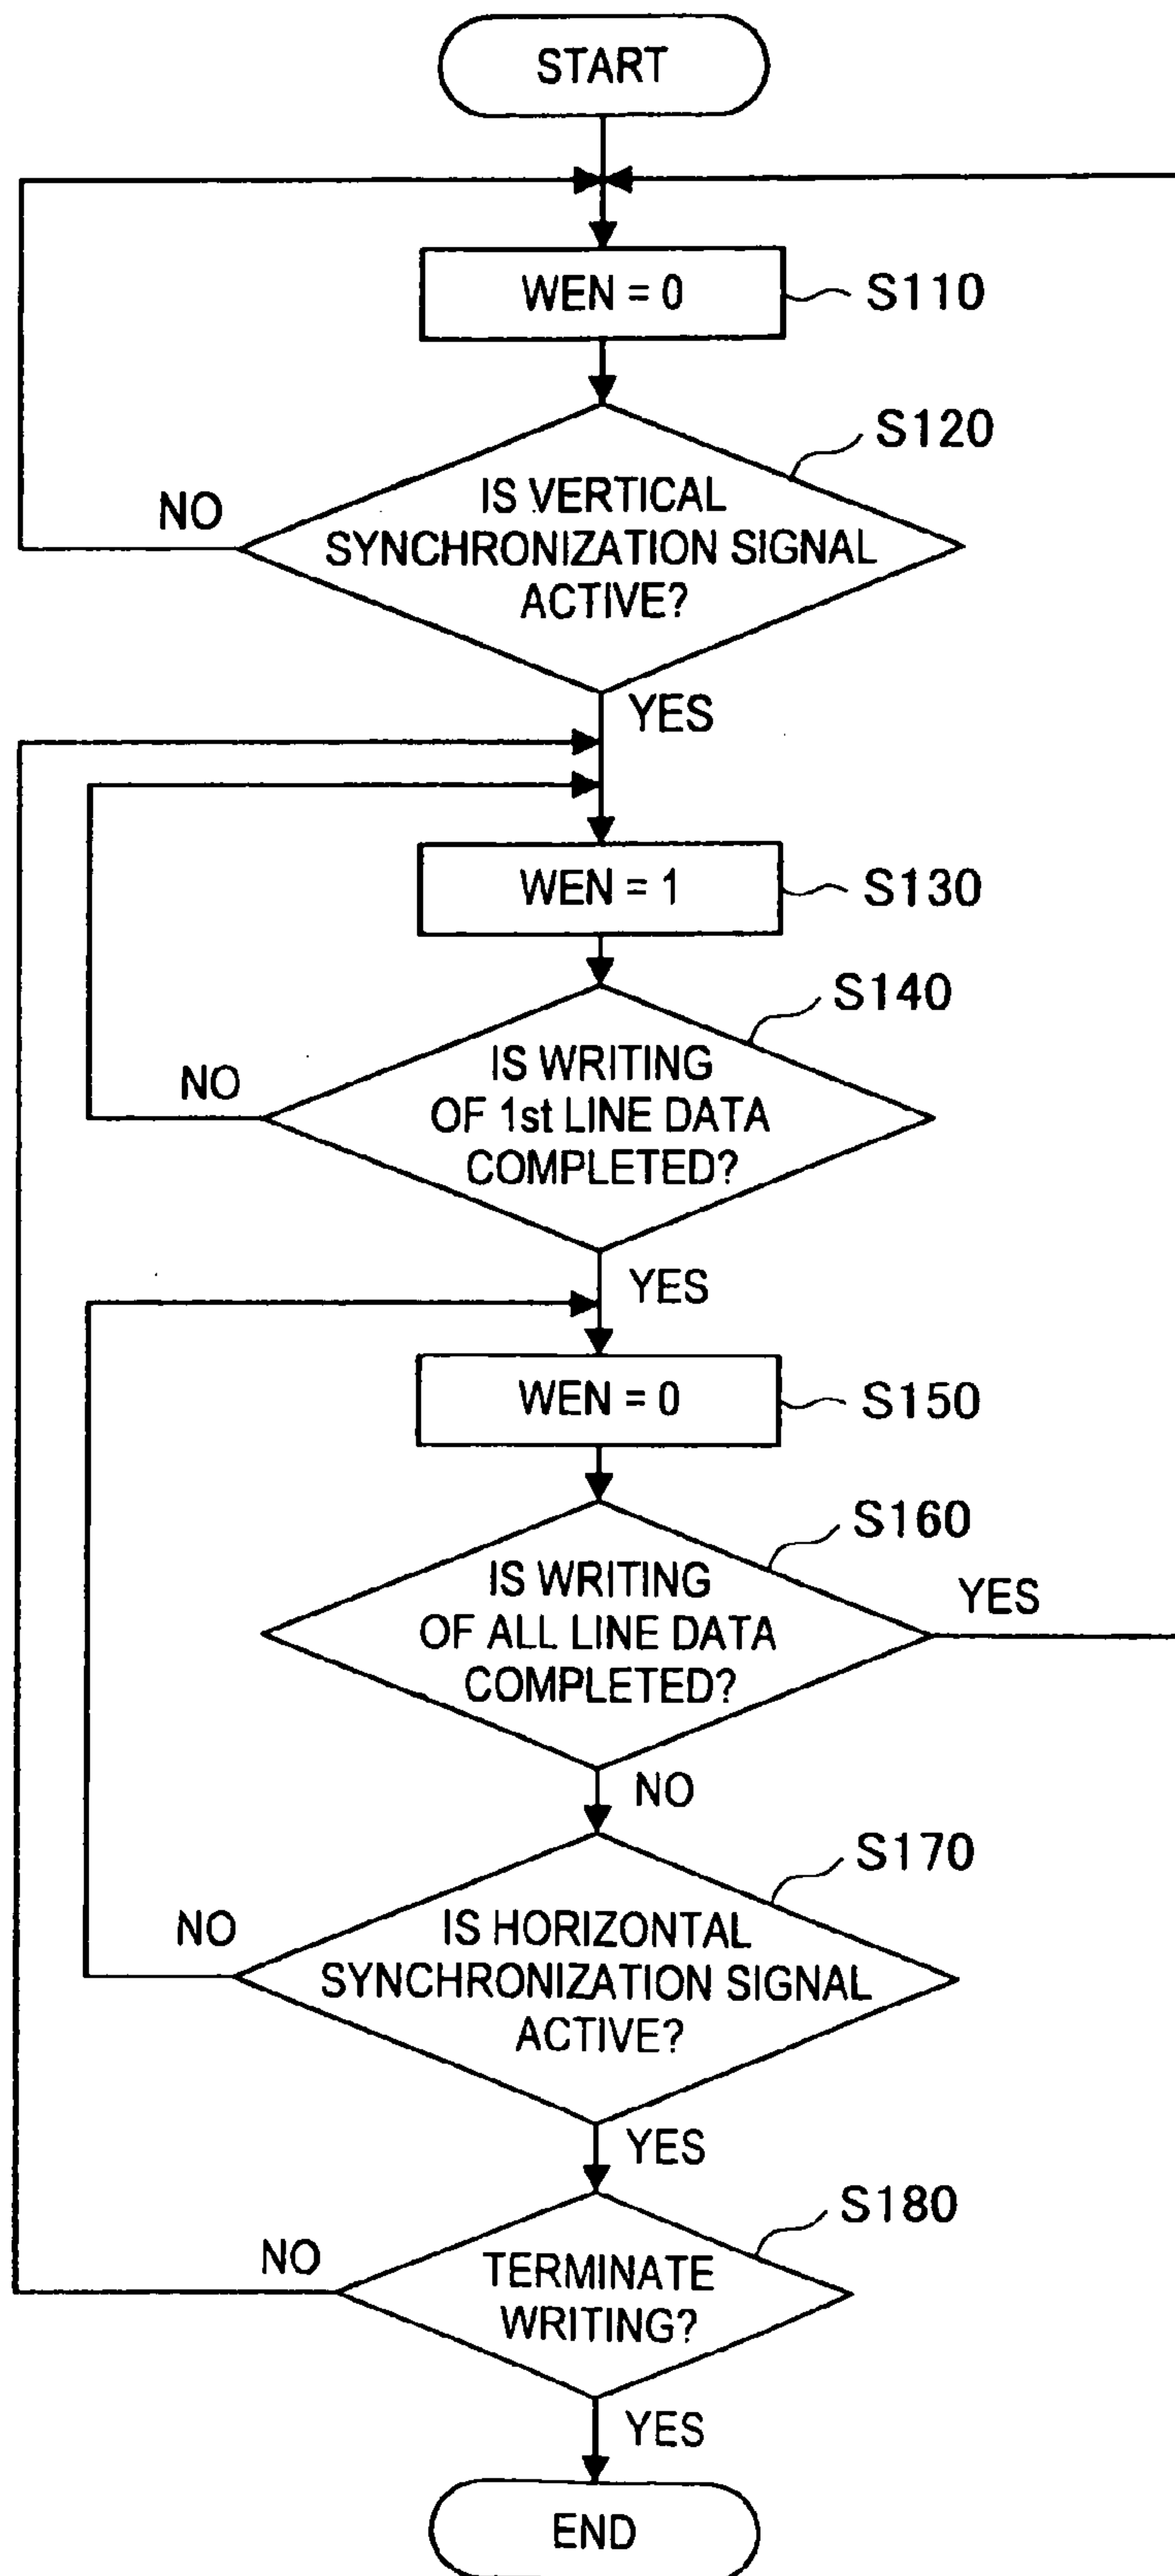 START
WEN = 0
S110
S120
IS VERTICAL
SYNCHRONIZATION SIGNAL
ACTIVE?
NO
YES
WEN = 1
S130
S140
IS WRITING
OF 1st LINE DATA
COMPLETED?
NO
YES
WEN = 0
S150
S160
IS WRITING
OF ALL LINE DATA
COMPLETED?
YES
NO
S170
IS HORIZONTAL
SYNCHRONIZATION SIGNAL
ACTIVE?
NO
YES
S180
TERMINATE
WRITING?
NO
YES
END